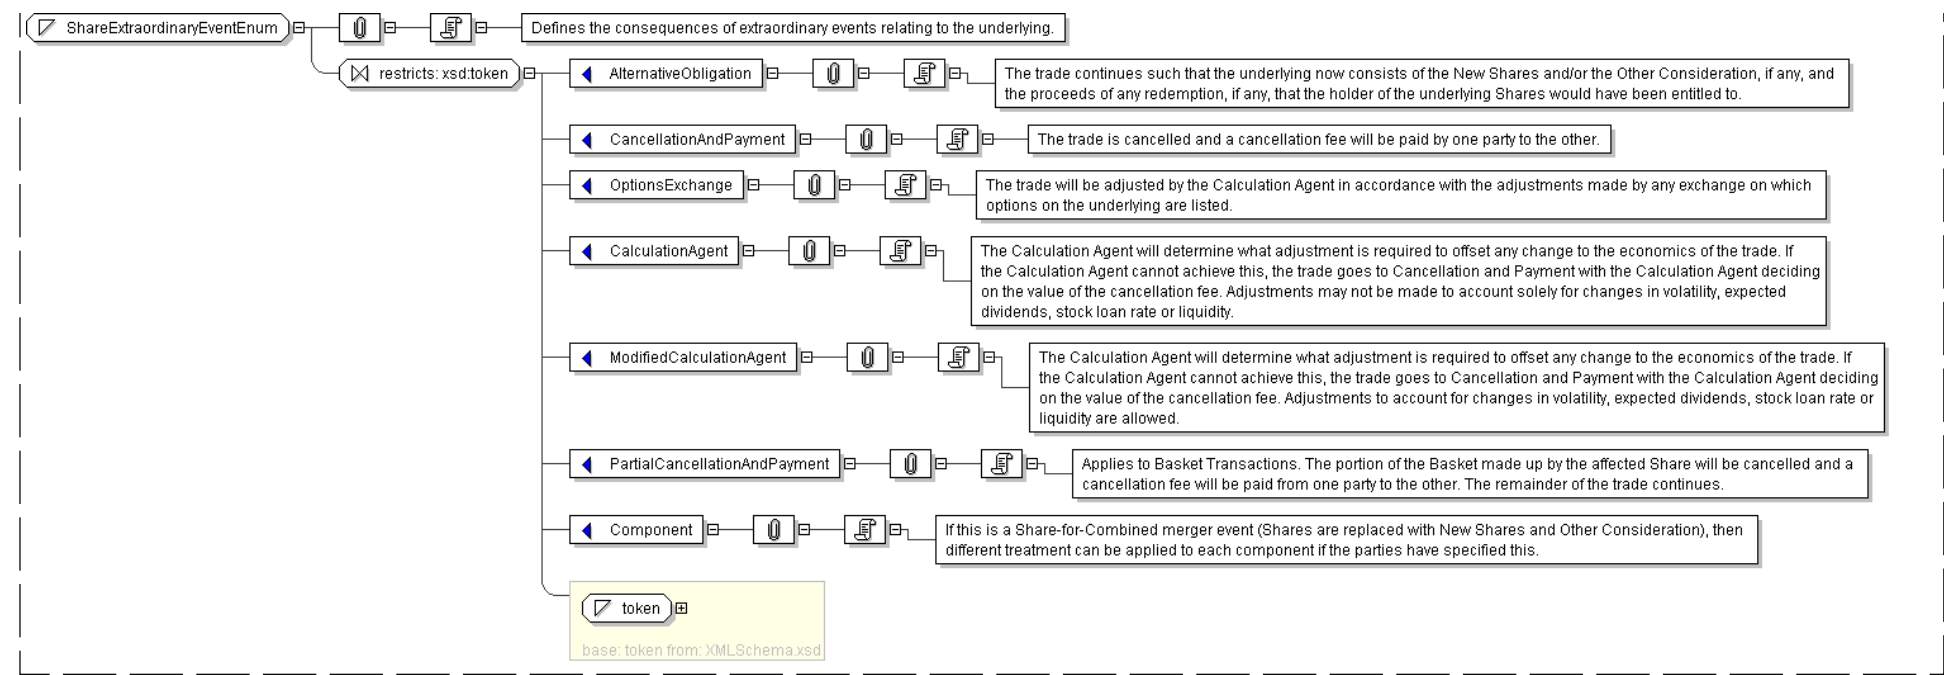 ShareExtraordinaryEventEnum
Defines the consequences of extraordinary events relating to the underlying.
restricts: xsd:token
AlternativeObligation
The trade continues such that the underlying now consists of the New Shares and/or the Other Consideration, if any, and
the proceeds of any redemption, if any, that the holder of the underlying Shares would have been entitled to.
CancellationAndPayment
The trade is cancelled and a cancellation fee will be paid by one party to the other.
OptionsExchange
The trade will be adjusted by the Calculation Agent in accordance with the adjustments made by any exchange on which
options on the underlying are listed.
CalculationAgent
The Calculation Agent will determine what adjustment is required to offset any change to the economics of the trade. If
the Calculation Agent cannot achieve this, the trade goes to Cancellation and Payment with the Calculation Agent deciding
on the value of the cancellation fee. Adjustments may not be made to account solely for changes in volatility, expected
dividends, stock loan rate or liquidity.
ModifiedCalculationAgent
The Calculation Agent will determine what adjustment is required to offset any change to the economics of the trade. If
the Calculation Agent cannot achieve this, the trade goes to Cancellation and Payment with the Calculation Agent deciding
on the value of the cancellation fee. Adjustments to account for changes in volatility, expected dividends, stock loan rate or
liquidity are allowed.
PartialCancellationAndPayment
Applies to Basket Transactions. The portion of the Basket made up by the affected Share will be cancelled and a
cancellation fee will be paid from one party to the other. The remainder of the trade continues.
Component
If this is a Share-for-Combined merger event (Shares are replaced with New Shares and Other Consideration), then
different treatment can be applied to each component if the parties have specified this.
token
base: token from: XMLSchema.xsd